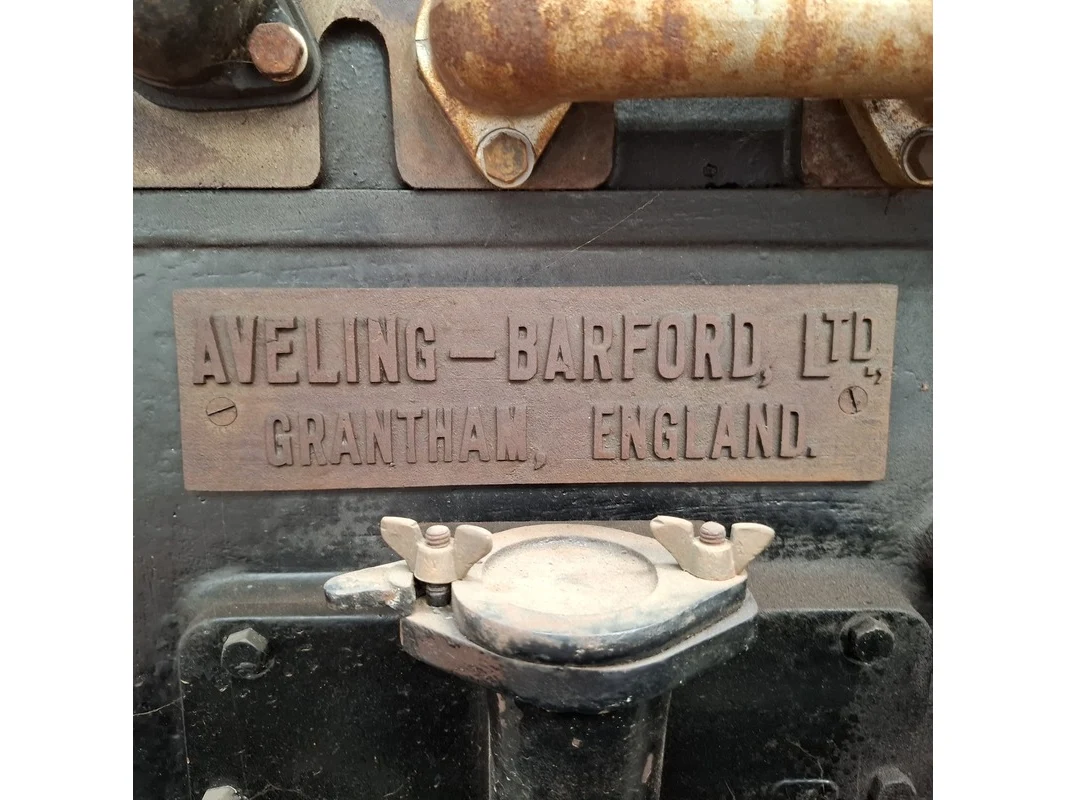 AVELING—BARFORD, LTD.,
GRANTHAM, ENGLAND.